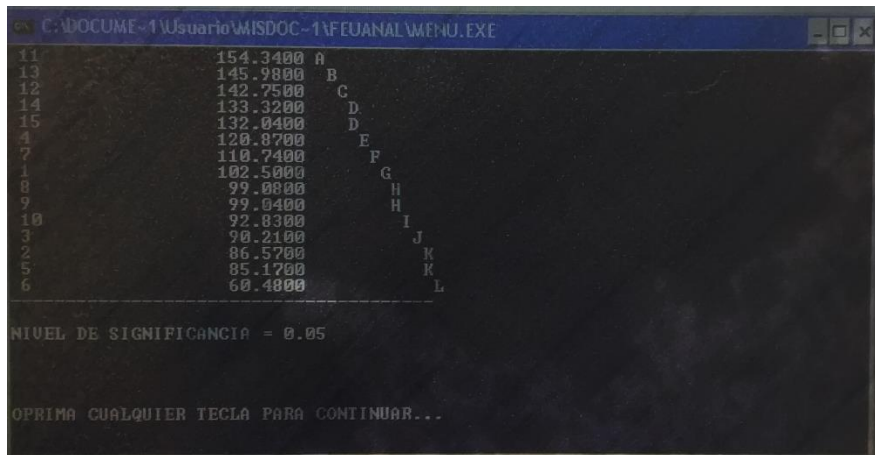 C:\DOCUME~1\Usuario\MISDOC~1\FEUANAL\MENU.EXE
11 154.3400 A
13 145.9800 B
12 142.7500 C
14 133.3200 D
15 132.0400 D
4 120.8700 E
7 110.7400 F
1 102.5000 G
8 99.0800 H
9 99.0400 H
10 92.8300 I
3 90.2100 J
2 86.5700 K
5 85.1700 K
6 60.4800 L
NIVEL DE SIGNIFICANCIA = 0.05
OPRIMA CUALQUIER TECLA PARA CONTINUAR...